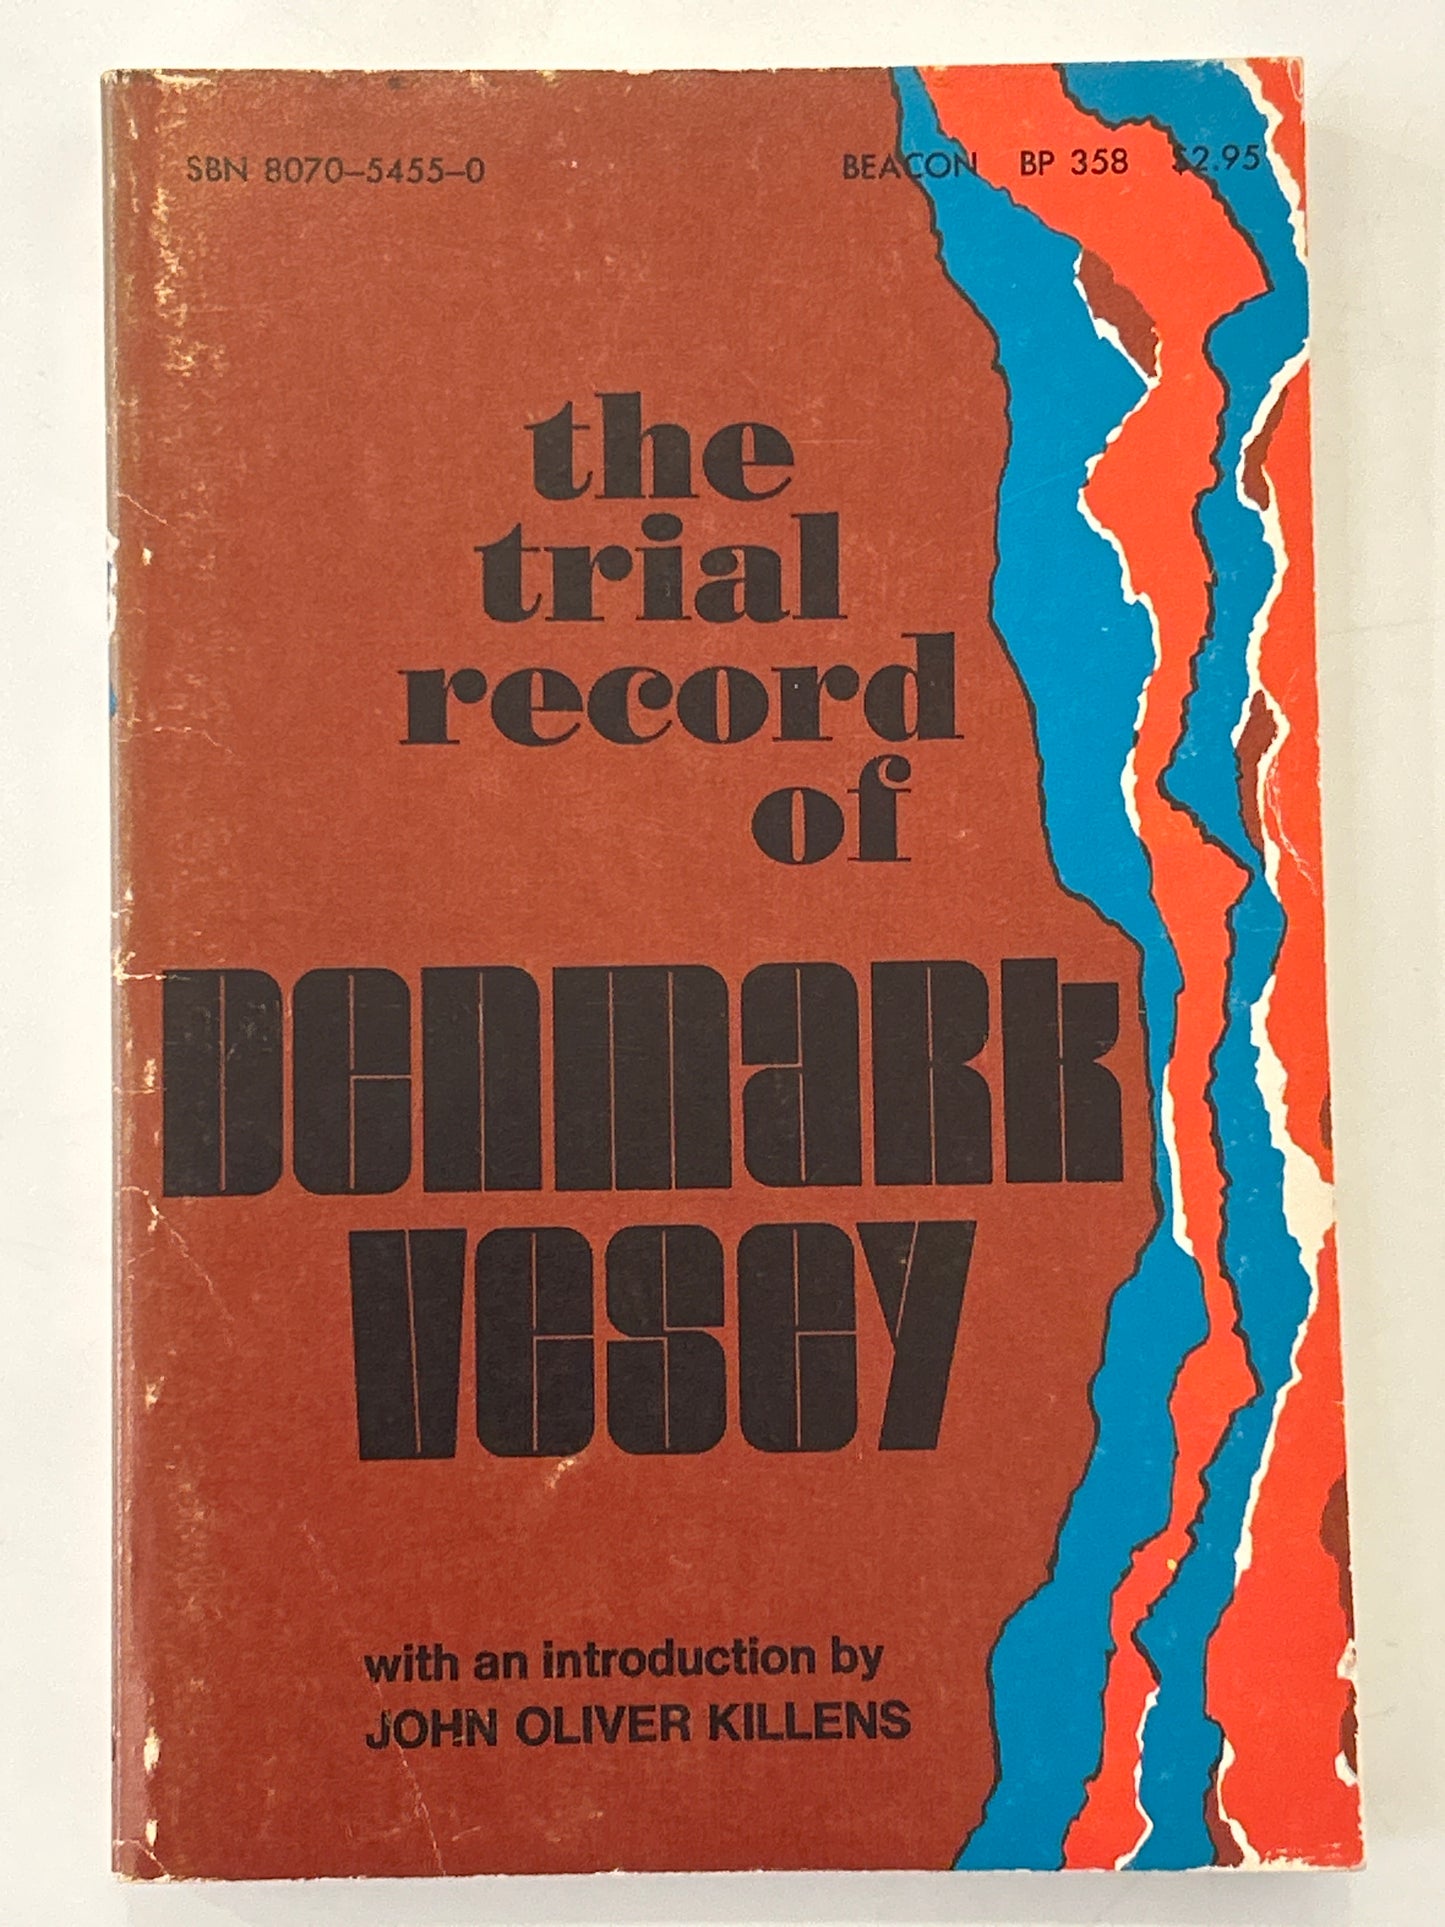 SBN 8070-5455-0 BEACON BP 358 $2.95
the
trial
record
of
Denmark
Vesey
with an introduction by
JOHN OLIVER KILLENS